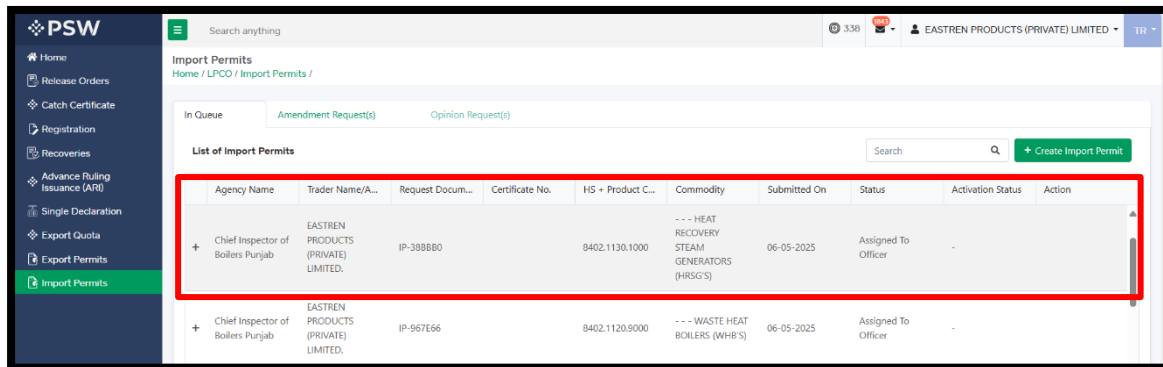 PSW
Search anything
338
1843
EASTREN PRODUCTS (PRIVATE) LIMITED
TR
Home
Release Orders
Catch Certificate
Registration
Recoveries
Advance Ruling
Issuance (ARI)
Single Declaration
Export Quota
Export Permits
Import Permits
Import Permits
Home / LPCO / Import Permits /
In Queue
Amendment Request(s)
Opinion Request(s)
List of Import Permits
Search
+ Create Import Permit
Agency Name Trader Name/A... Request Docum... Certificate No. HS + Product C... Commodity Submitted On Status Activation Status Action
+
Chief Inspector of
Boilers Punjab
EASTREN
PRODUCTS
(PRIVATE)
LIMITED.
IP-38BBB0
8402.1130.1000
- - - HEAT
RECOVERY
STEAM
GENERATORS
(HRSG'S)
06-05-2025
Assigned To
Officer
-
+
Chief Inspector of
Boilers Punjab
EASTREN
PRODUCTS
(PRIVATE)
LIMITED.
IP-967E66
8402.1120.9000
- - - WASTE HEAT
BOILERS (WHB'S)
06-05-2025
Assigned To
Officer
-